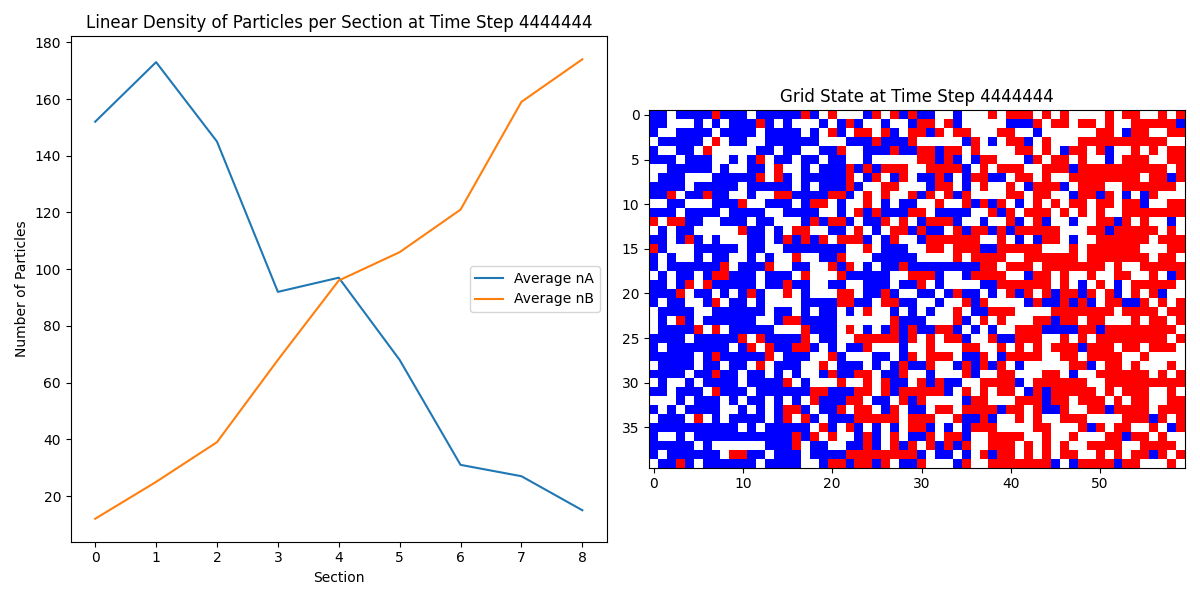 Linear Density of Particles per Section at Time Step 4444444
180
160
140
120
100
80
60
40
20
Number of Particles
0 1 2 3 4 5 6 7 8
Section
Average nA
Average nB
Grid State at Time Step 4444444
0
5
10
15
20
25
30
35
0 10 20 30 40 50